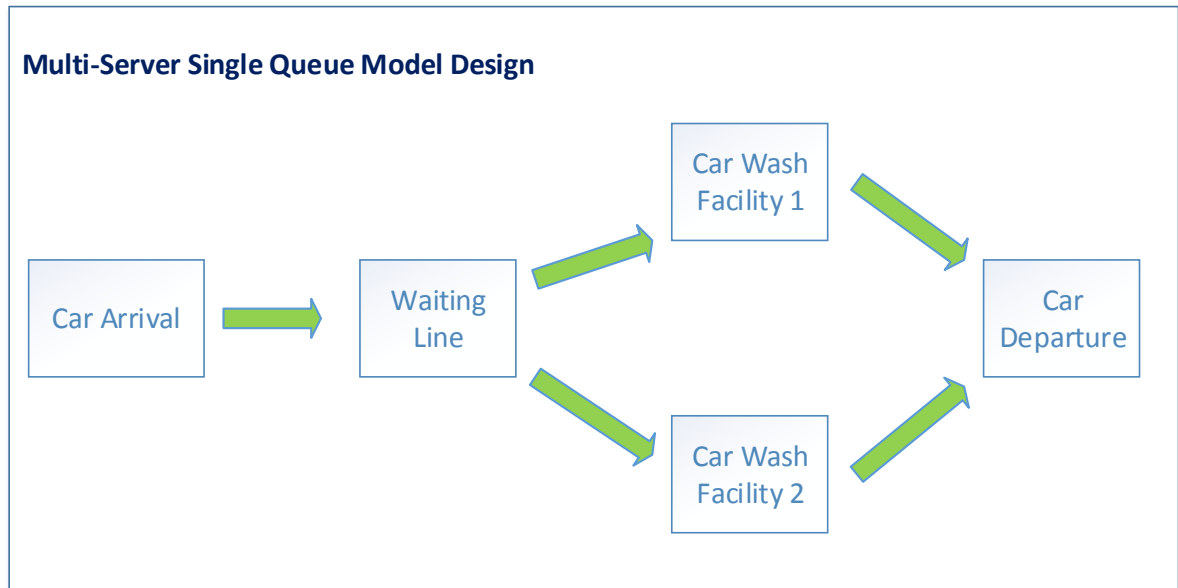 Multi-Server Single Queue Model Design
Car Wash
Facility 1
Car Arrival
Waiting
Line
Car
Departure
Car Wash
Facility 2